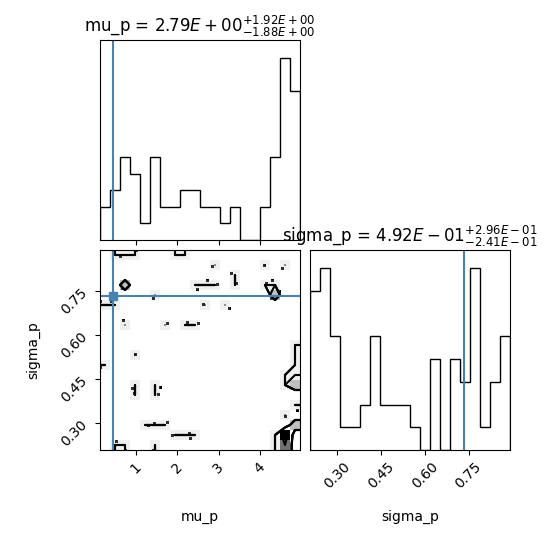 mu_p = 2.79E + 00+1.92E+00
−1.88E+00
sigma_p = 4.92E − 01+2.96E−01
−2.41E−01
0.75
0.60
0.45
0.30
sigma_p
1 2 3 4
0.30 0.45 0.60 0.75
mu_p
sigma_p